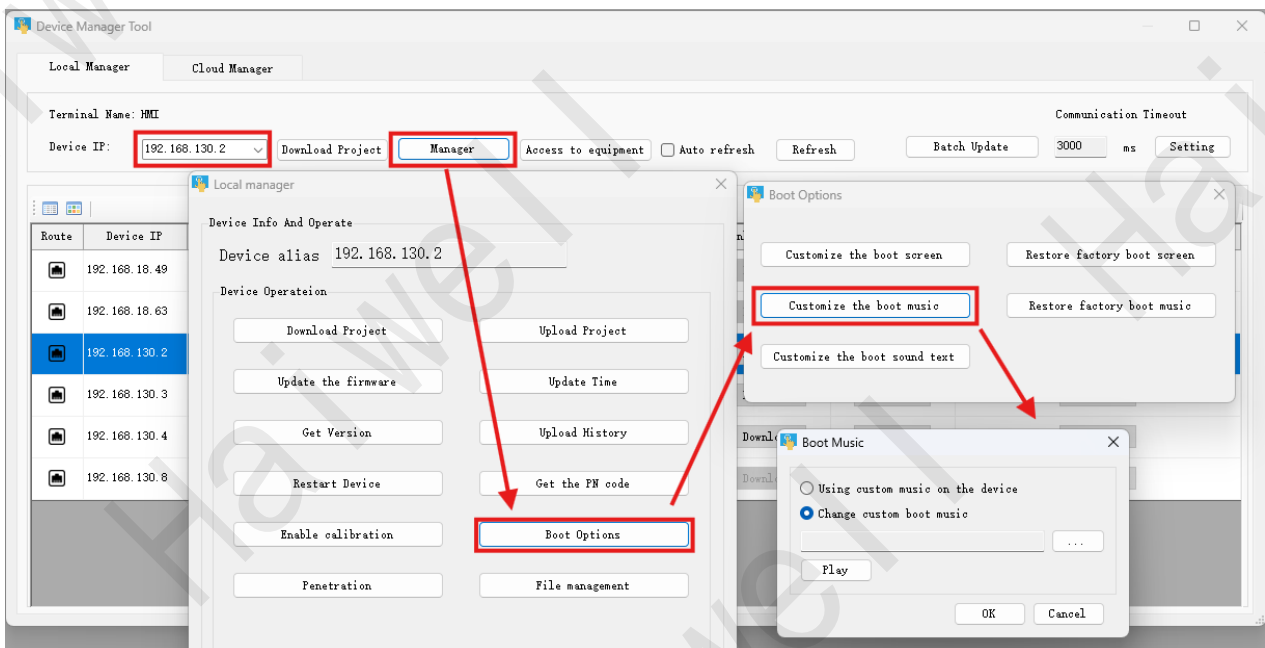 Device Manager Tool
Local Manager Cloud Manager
Terminal Name: HMI Communication Timeout
Device IP: 192.168.130.2 Download Project Manager Access to equipment Auto refresh Refresh Batch Update 3000 ms Setting
Route Device IP
192.168.18.49
192.168.18.63
192.168.130.2
192.168.130.3
192.168.130.4
192.168.130.8
Local manager
Device Info And Operate
Device alias 192.168.130.2
Device Operateion
Download Project Upload Project
Update the firmware Update Time
Get Version Upload History
Restart Device Get the PN code
Enable calibration Boot Options
Penetration File management
Boot Options
Customize the boot screen Restore factory boot screen
Customize the boot music Restore factory boot music
Customize the boot sound text
Boot Music
Using custom music on the device
Change custom boot music
...
Play
OK Cancel
Haiwell
Hai